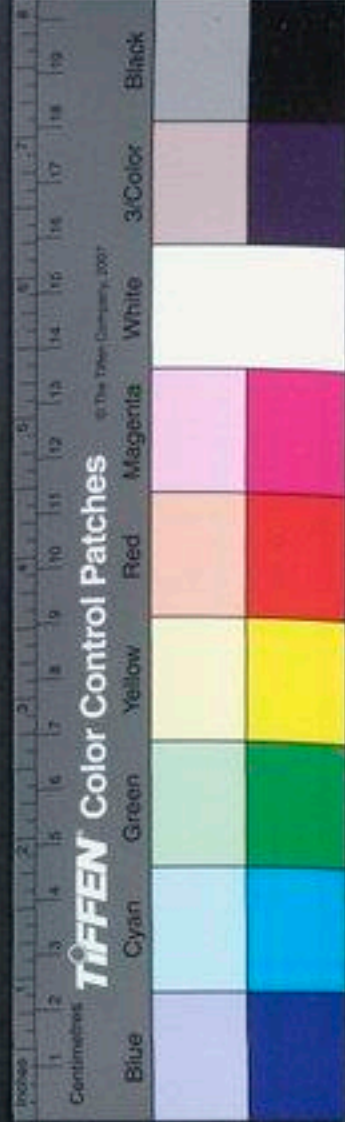 Inches 1 2 3 4 5 6 7 8
Centimetres 1 2 3 4 5 6 7 8 9 10 11 12 13 14 15 16 17 18 19
TIFFEN Color Control Patches © The Tiffen Company, 2007
Blue Cyan Green Yellow Red Magenta White 3/Color Black